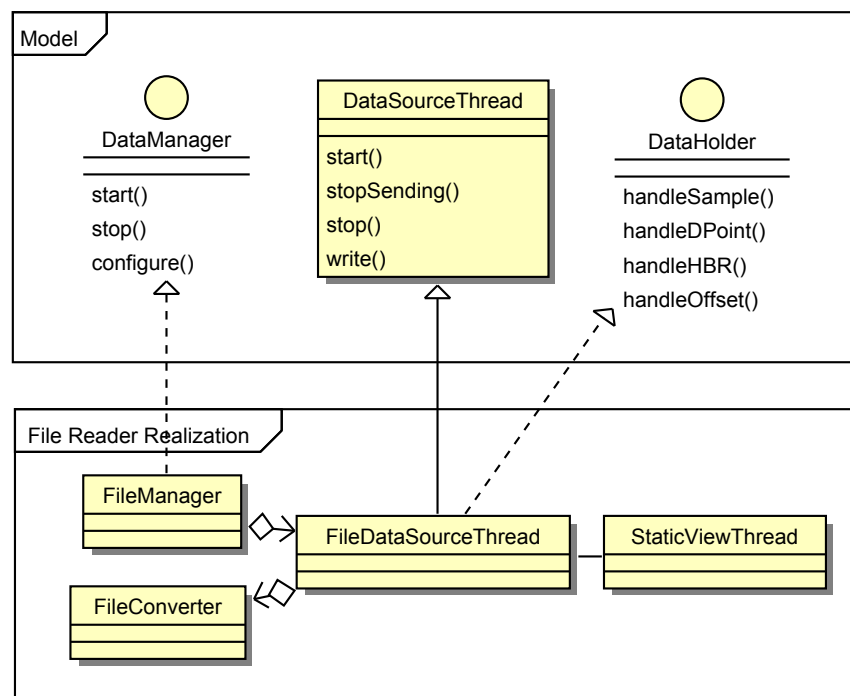 Model
DataManager
start()
stop()
configure()
DataSourceThread
start()
stopSending()
stop()
write()
DataHolder
handleSample()
handleDPoint()
handleHBR()
handleOffset()
File Reader Realization
FileManager
FileDataSourceThread
StaticViewThread
FileConverter